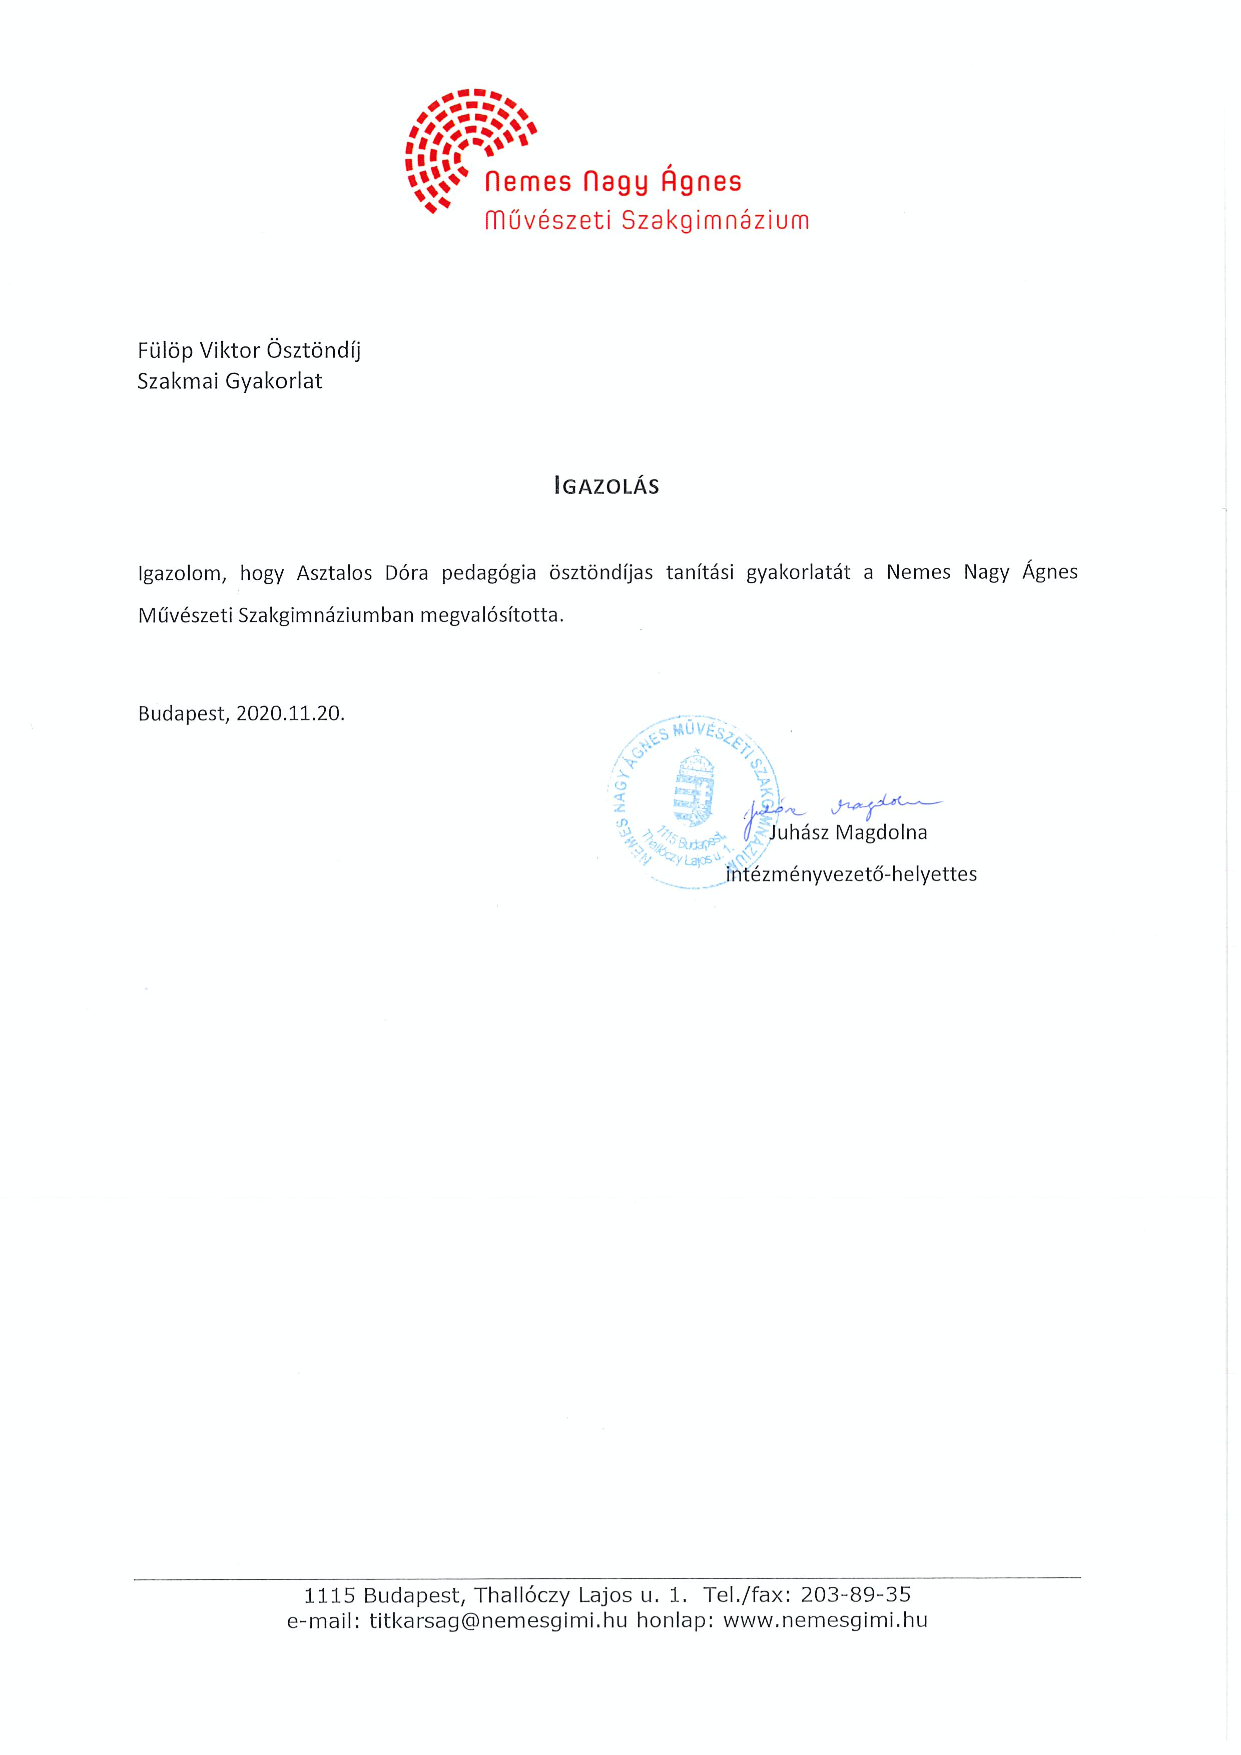 Nemes Nagy Ágnes
Művészeti Szakgimnázium
Fülöp Viktor Ösztöndíj
Szakmai Gyakorlat
IGAZOLÁS
Igazolom, hogy Asztalos Dóra pedagógia ösztöndíjas tanítási gyakorlatát a Nemes Nagy Ágnes
Művészeti Szakgimnáziumban megvalósította.
Budapest, 2020.11.20.
NEMES NAGY ÁGNES MŰVÉSZETI SZAKGIMNÁZIUM
1115 Budapest,
Thallóczy Lajos u. 1.
Juhász Magdolna
Juhász Magdolna
intézményvezető-helyettes
1115 Budapest, Thallóczy Lajos u. 1. Tel./fax: 203-89-35
e-mail: titkarsag@nemesgimi.hu honlap: www.nemesgimi.hu